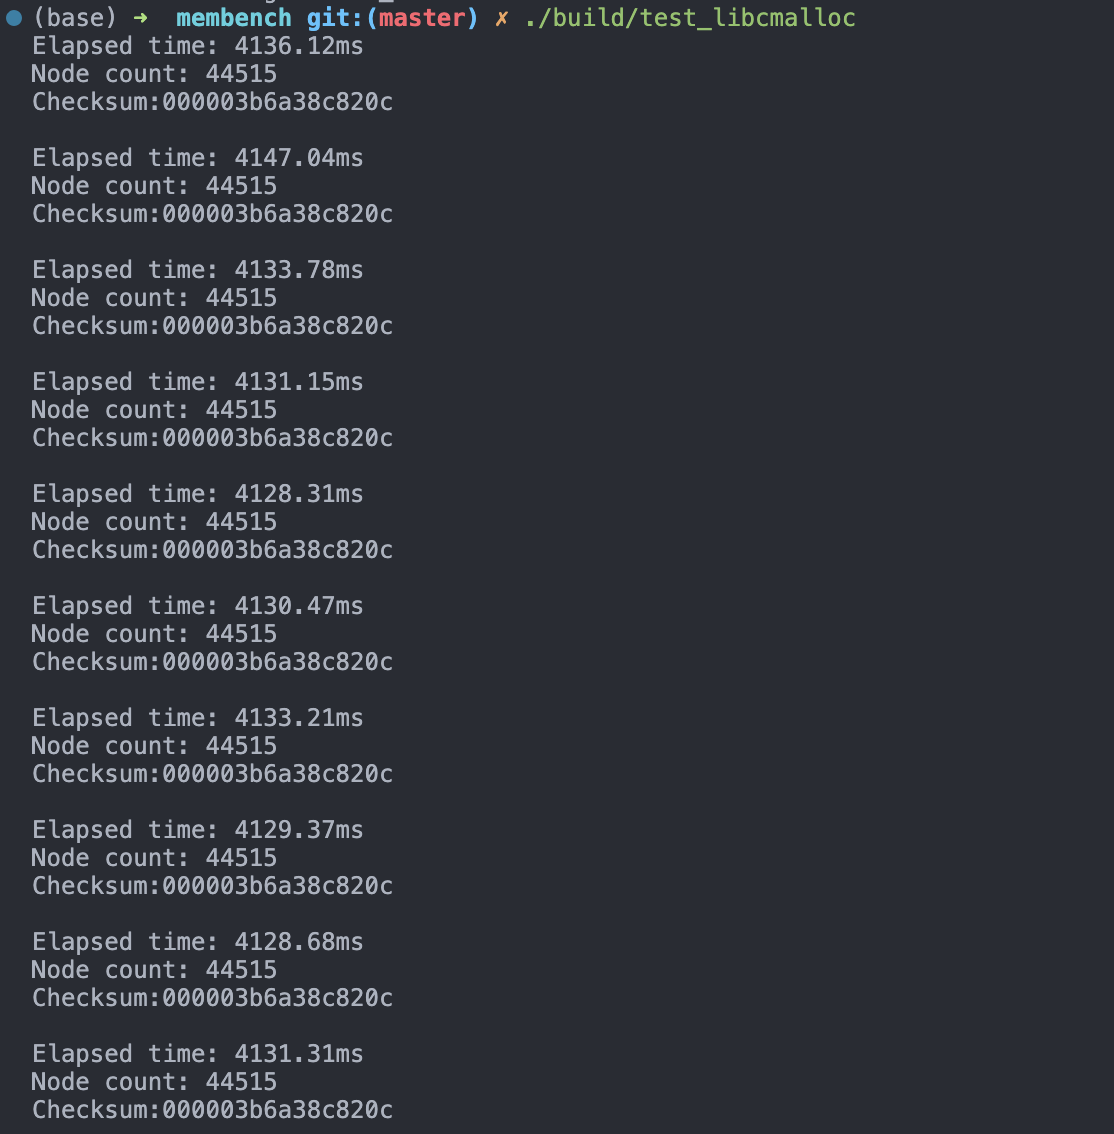 (base) ➜ membench git:(master) ✗ ./build/test_libcmalloc
Elapsed time: 4136.12ms
Node count: 44515
Checksum:000003b6a38c820c
Elapsed time: 4147.04ms
Node count: 44515
Checksum:000003b6a38c820c
Elapsed time: 4133.78ms
Node count: 44515
Checksum:000003b6a38c820c
Elapsed time: 4131.15ms
Node count: 44515
Checksum:000003b6a38c820c
Elapsed time: 4128.31ms
Node count: 44515
Checksum:000003b6a38c820c
Elapsed time: 4130.47ms
Node count: 44515
Checksum:000003b6a38c820c
Elapsed time: 4133.21ms
Node count: 44515
Checksum:000003b6a38c820c
Elapsed time: 4129.37ms
Node count: 44515
Checksum:000003b6a38c820c
Elapsed time: 4128.68ms
Node count: 44515
Checksum:000003b6a38c820c
Elapsed time: 4131.31ms
Node count: 44515
Checksum:000003b6a38c820c